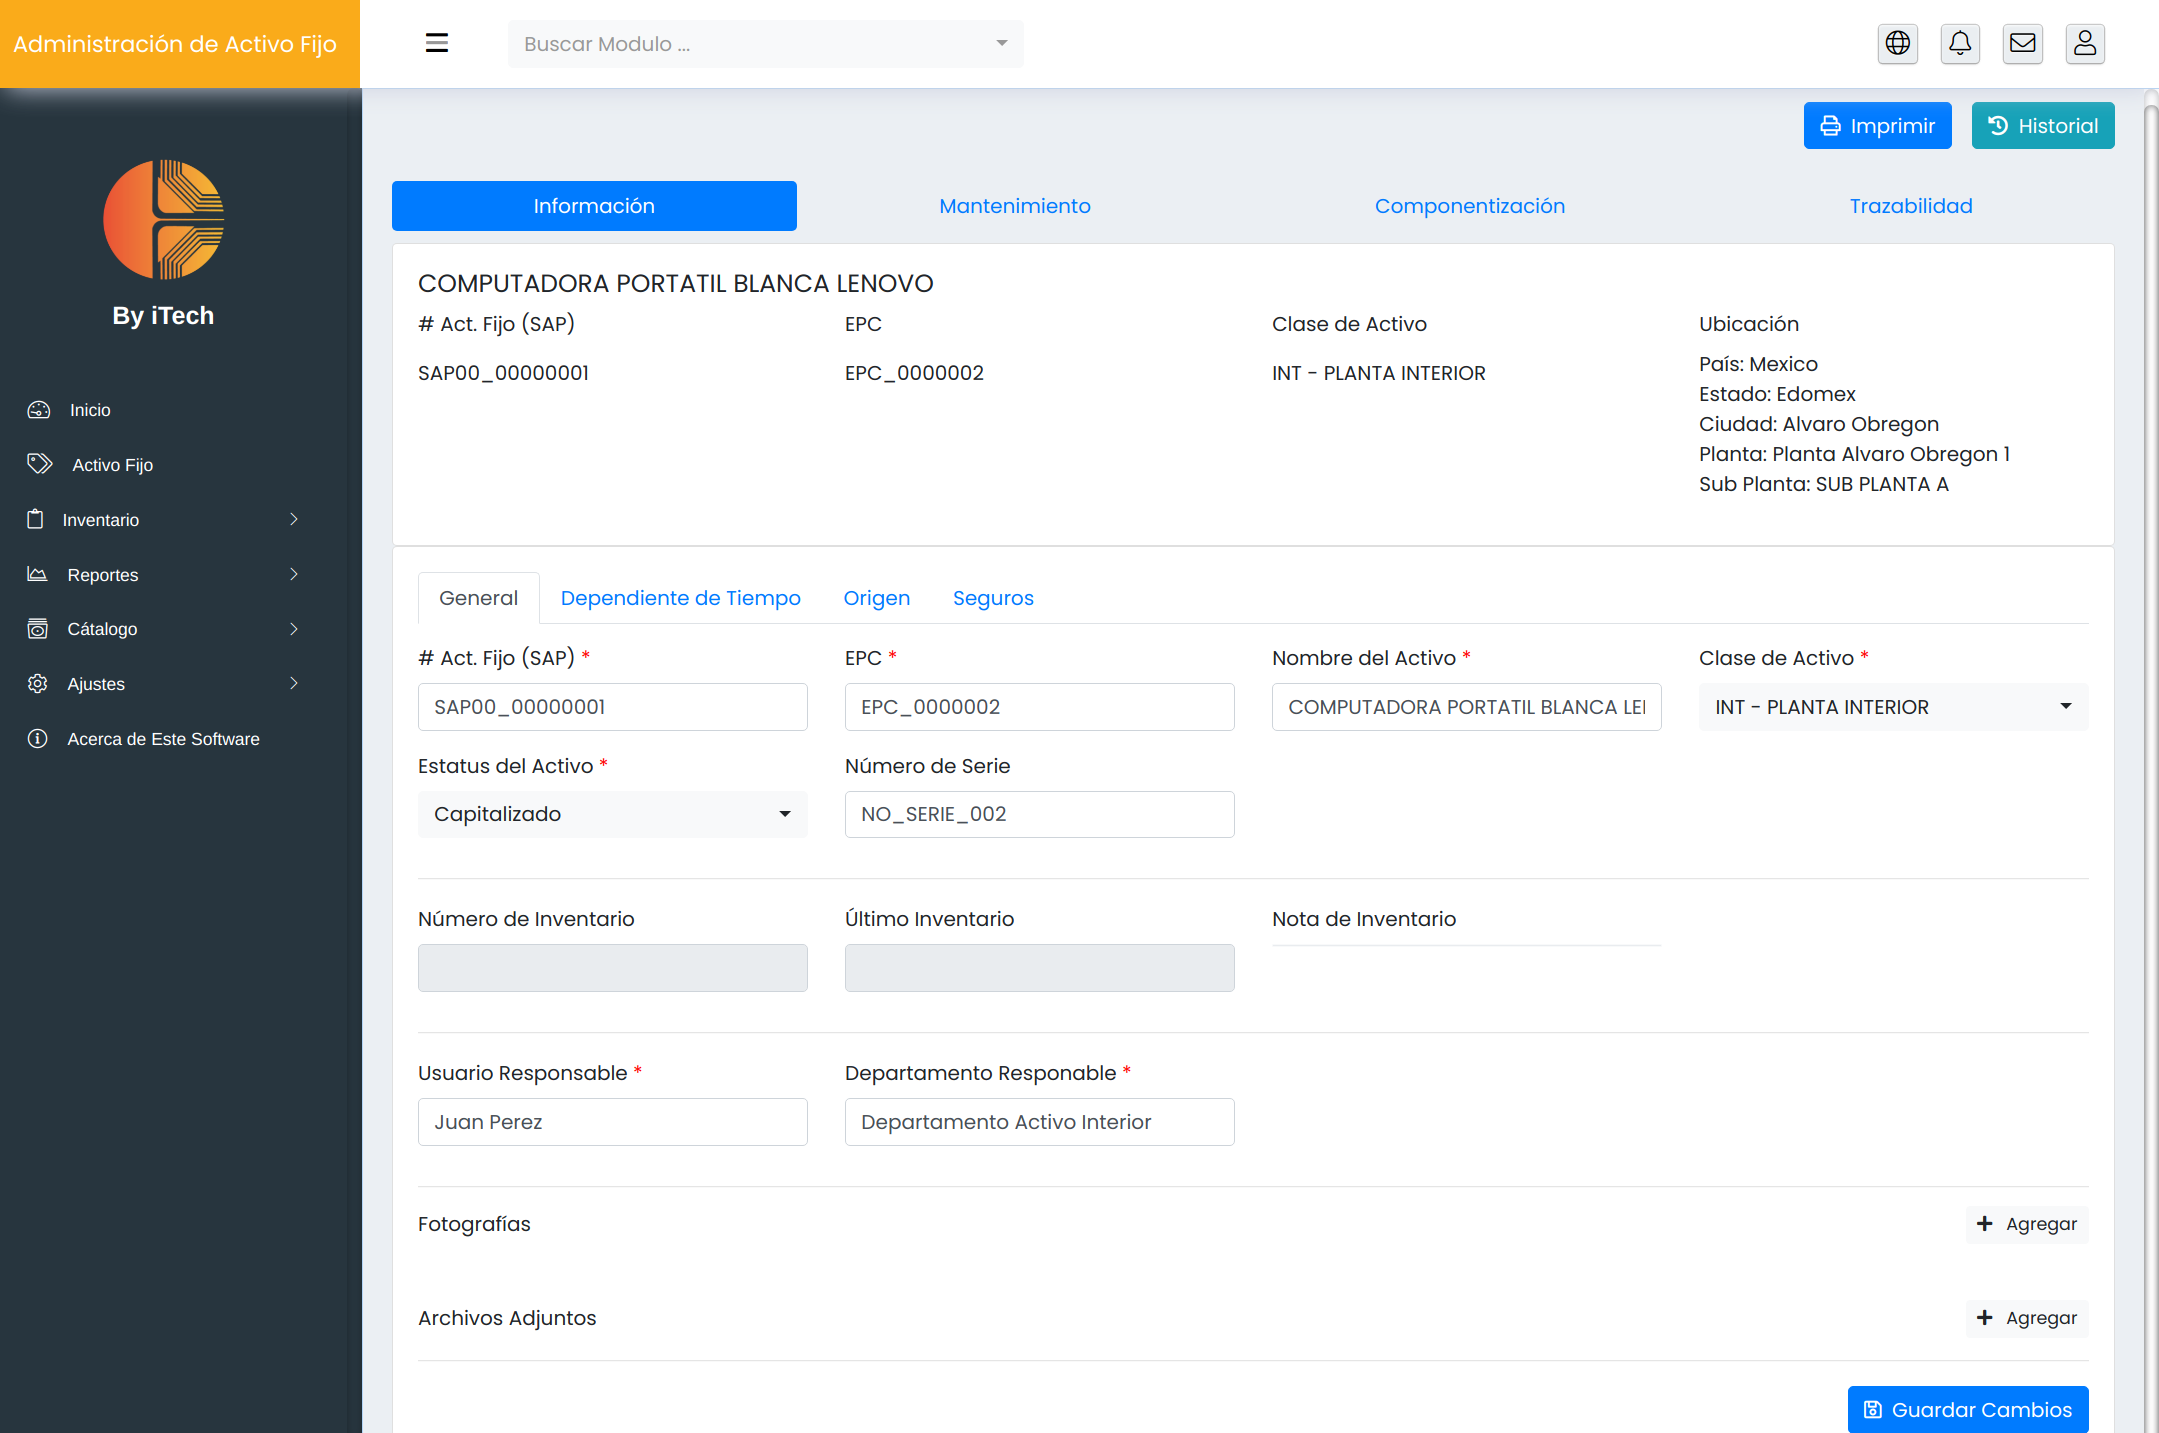 Administración de Activo Fijo
Buscar Modulo ...
By iTech
Inicio
Activo Fijo
Inventario
Reportes
Cátalogo
Ajustes
Acerca de Este Software
Imprimir
Historial
Información
Mantenimiento
Componentización
Trazabilidad
COMPUTADORA PORTATIL BLANCA LENOVO
# Act. Fijo (SAP)
SAP00_00000001
EPC
EPC_0000002
Clase de Activo
INT - PLANTA INTERIOR
Ubicación
País: Mexico
Estado: Edomex
Ciudad: Alvaro Obregon
Planta: Planta Alvaro Obregon 1
Sub Planta: SUB PLANTA A
General
Dependiente de Tiempo
Origen
Seguros
# Act. Fijo (SAP) *
SAP00_00000001
EPC *
EPC_0000002
Nombre del Activo *
COMPUTADORA PORTATIL BLANCA LEI
Clase de Activo *
INT - PLANTA INTERIOR
Estatus del Activo *
Capitalizado
Número de Serie
NO_SERIE_002
Número de Inventario
Último Inventario
Nota de Inventario
Usuario Responsable *
Juan Perez
Departamento Responable *
Departamento Activo Interior
Fotografías
Agregar
Archivos Adjuntos
Agregar
Guardar Cambios